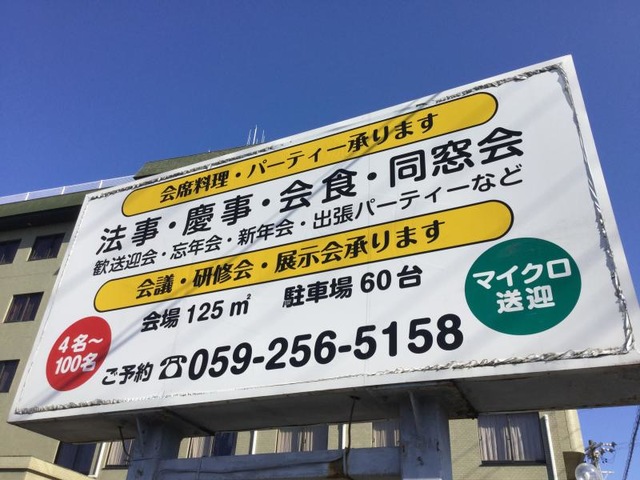 会席料理・パーティー承ります
法事・慶事・会食・同窓会
歓送迎会・忘年会・新年会・出張パーティーなど
会議・研修会・展示会承ります
会場 125㎡ 駐車場 60台
マイクロ
送迎
4名～
100名
ご予約 ☎059-256-5158